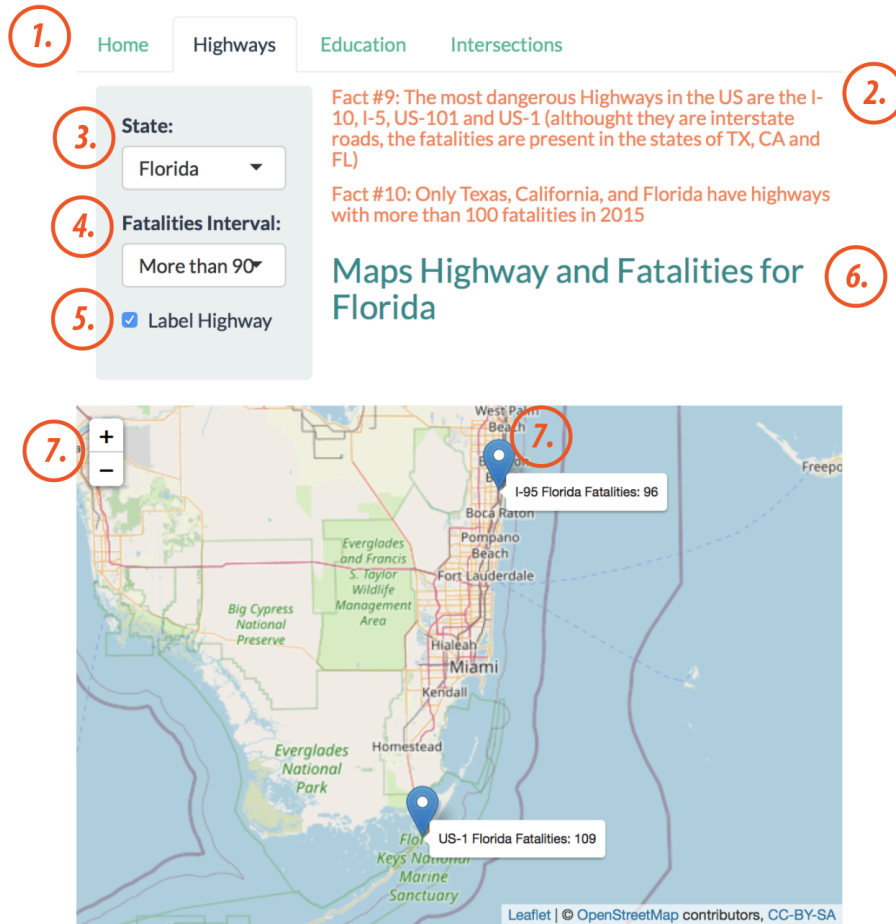 1.
Home Highways Education Intersections
2.
Fact #9: The most dangerous Highways in the US are the I-
10, I-5, US-101 and US-1 (althought they are interstate
roads, the fatalities are present in the states of TX, CA and
FL)
Fact #10: Only Texas, California, and Florida have highways
with more than 100 fatalities in 2015
3.
State:
Florida
4.
Fatalities Interval:
More than 90
5.
Label Highway
6.
Maps Highway and Fatalities for
Florida
7.
+
−
7.
West Palm
Beach
I-95 Florida Fatalities: 96
Freepo
Boca Raton
Pompano
Beach
Fort Lauderdale
Everglades
and Francis
S. Taylor
Wildlife
Management
Area
Big Cypress
National
Preserve
Hialeah
Miami
Kendall
Homestead
Everglades
National
Park
US-1 Florida Fatalities: 109
Flo
Keys National
Marine
Sanctuary
Leaflet | © OpenStreetMap contributors, CC-BY-SA